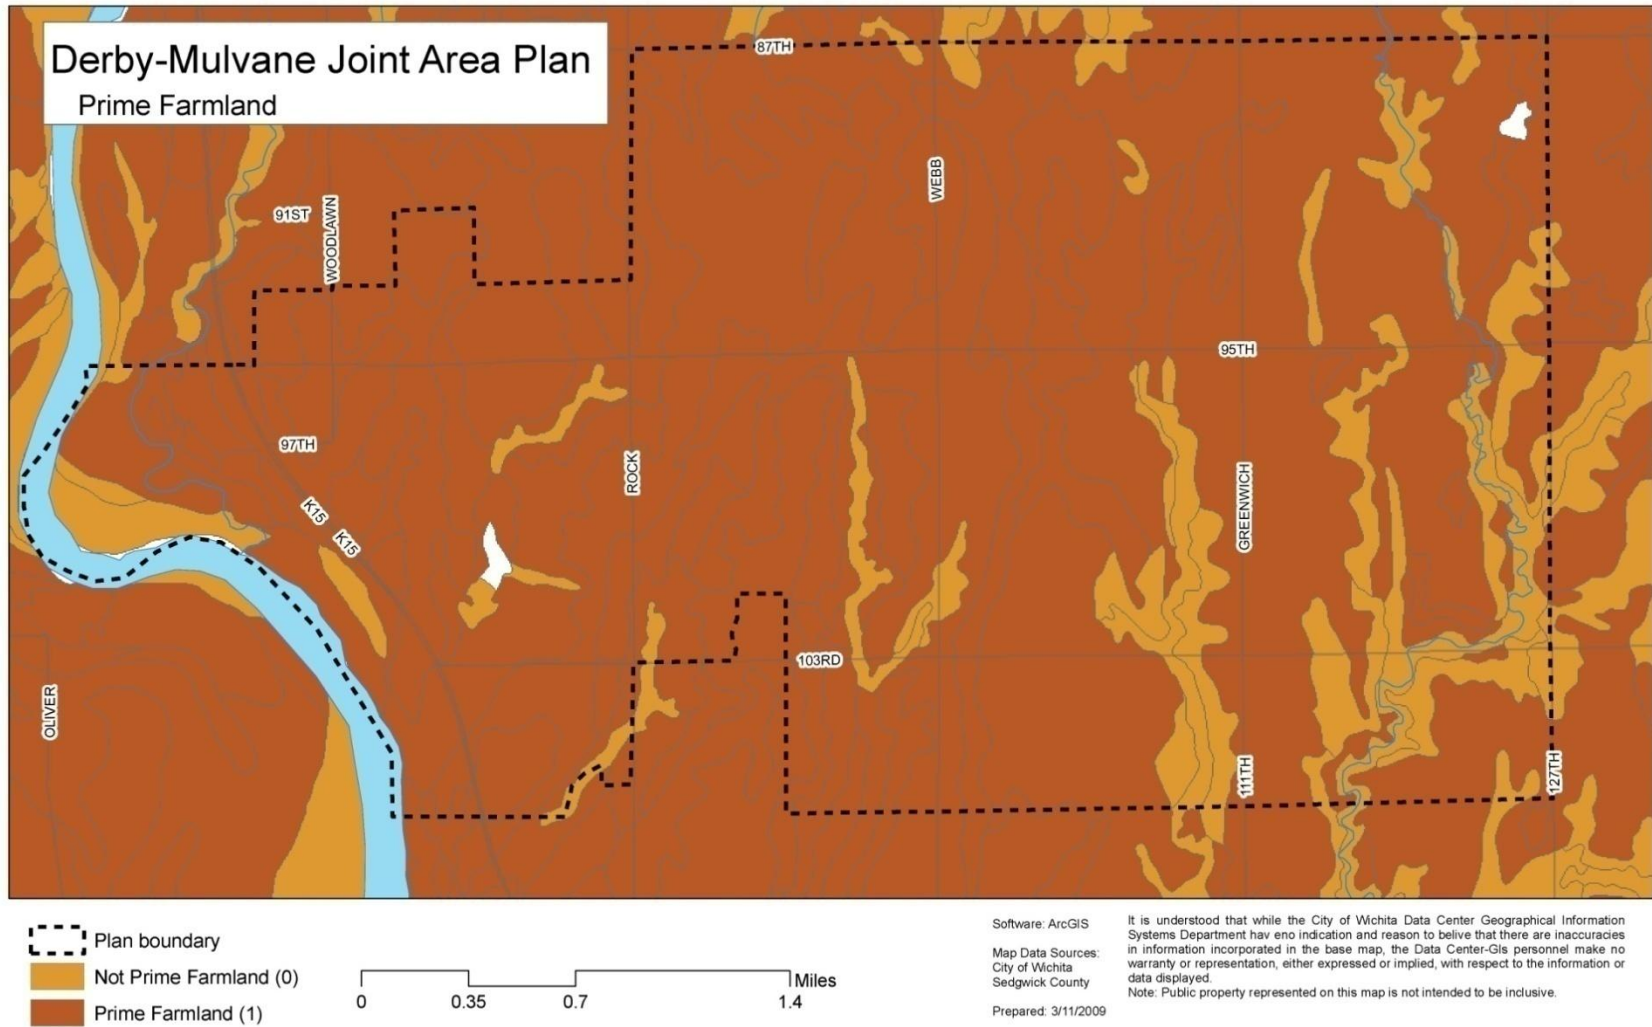 Derby-Mulvane Joint Area Plan
Prime Farmland
87TH
WEBB
91ST
WOODLAWN
95TH
97TH
ROCK
GREENWICH
K15
K15
103RD
OLIVER
111TH
127TH
Plan boundary
Not Prime Farmland (0)
Prime Farmland (1)
Miles
0 0.35 0.7 1.4
Software: ArcGIS
Map Data Sources:
City of Wichita
Sedgwick County
Prepared: 3/11/2009
It is understood that while the City of Wichita Data Center Geographical Information
Systems Department hav eno indication and reason to belive that there are inaccuracies
in information incorporated in the base map, the Data Center-GIs personnel make no
warranty or representation, either expressed or implied, with respect to the information or
data displayed.
Note: Public property represented on this map is not intended to be inclusive.